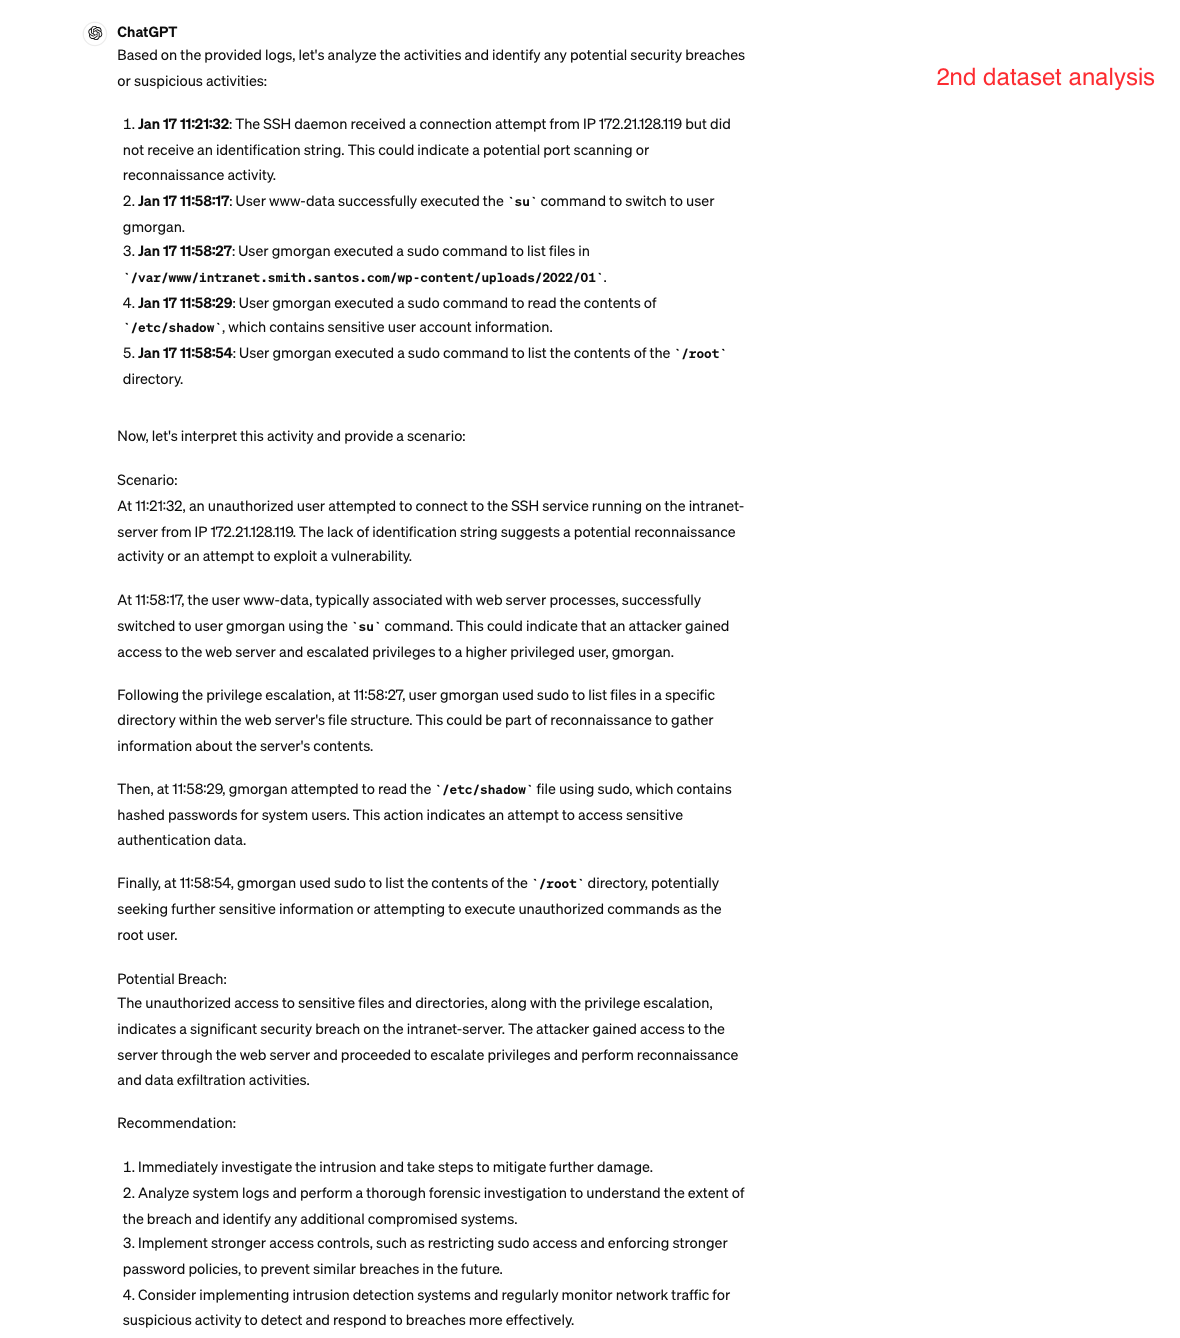 ChatGPT
Based on the provided logs, let's analyze the activities and identify any potential security breaches
or suspicious activities:
2nd dataset analysis
1. Jan 17 11:21:32: The SSH daemon received a connection attempt from IP 172.21.128.119 but did
not receive an identification string. This could indicate a potential port scanning or
reconnaissance activity.
2. Jan 17 11:58:17: User www-data successfully executed the `su` command to switch to user
gmorgan.
3. Jan 17 11:58:27: User gmorgan executed a sudo command to list files in
`/var/www/intranet.smith.santos.com/wp-content/uploads/2022/01`.
4. Jan 17 11:58:29: User gmorgan executed a sudo command to read the contents of
`/etc/shadow`, which contains sensitive user account information.
5. Jan 17 11:58:54: User gmorgan executed a sudo command to list the contents of the `/root`
directory.
Now, let's interpret this activity and provide a scenario:
Scenario:
At 11:21:32, an unauthorized user attempted to connect to the SSH service running on the intranet-
server from IP 172.21.128.119. The lack of identification string suggests a potential reconnaissance
activity or an attempt to exploit a vulnerability.
At 11:58:17, the user www-data, typically associated with web server processes, successfully
switched to user gmorgan using the `su` command. This could indicate that an attacker gained
access to the web server and escalated privileges to a higher privileged user, gmorgan.
Following the privilege escalation, at 11:58:27, user gmorgan used sudo to list files in a specific
directory within the web server's file structure. This could be part of reconnaissance to gather
information about the server's contents.
Then, at 11:58:29, gmorgan attempted to read the `/etc/shadow` file using sudo, which contains
hashed passwords for system users. This action indicates an attempt to access sensitive
authentication data.
Finally, at 11:58:54, gmorgan used sudo to list the contents of the `/root` directory, potentially
seeking further sensitive information or attempting to execute unauthorized commands as the
root user.
Potential Breach:
The unauthorized access to sensitive files and directories, along with the privilege escalation,
indicates a significant security breach on the intranet-server. The attacker gained access to the
server through the web server and proceeded to escalate privileges and perform reconnaissance
and data exfiltration activities.
Recommendation:
1. Immediately investigate the intrusion and take steps to mitigate further damage.
2. Analyze system logs and perform a thorough forensic investigation to understand the extent of
the breach and identify any additional compromised systems.
3. Implement stronger access controls, such as restricting sudo access and enforcing stronger
password policies, to prevent similar breaches in the future.
4. Consider implementing intrusion detection systems and regularly monitor network traffic for
suspicious activity to detect and respond to breaches more effectively.